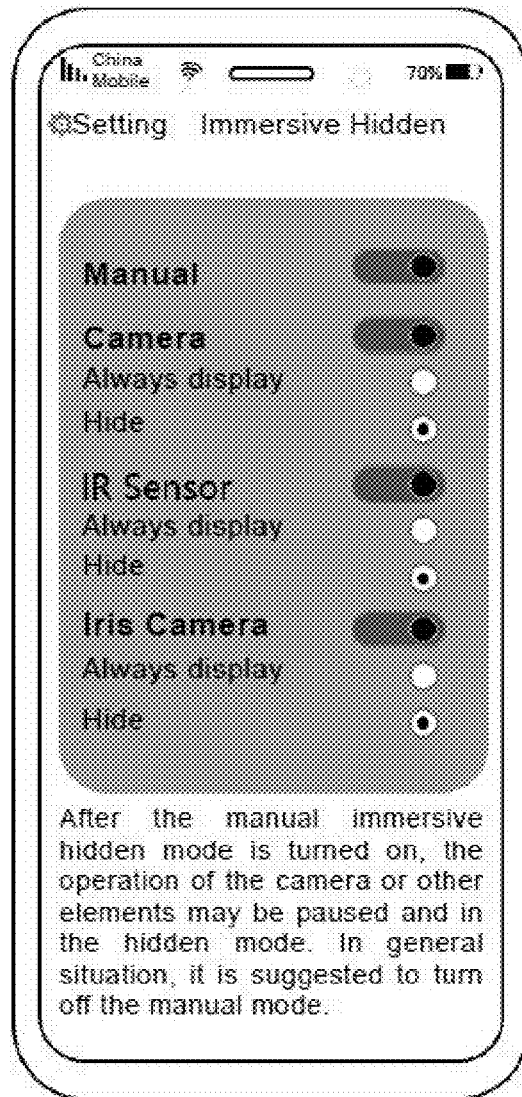 China
Mobile
70%
Setting Immersive Hidden
Manual
Camera
Always display
Hide
IR Sensor
Always display
Hide
Iris Camera
Always display
Hide
After the manual immersive
hidden mode is turned on, the
operation of the camera or other
elements may be paused and in
the hidden mode. In general
situation, it is suggested to turn
off the manual mode.